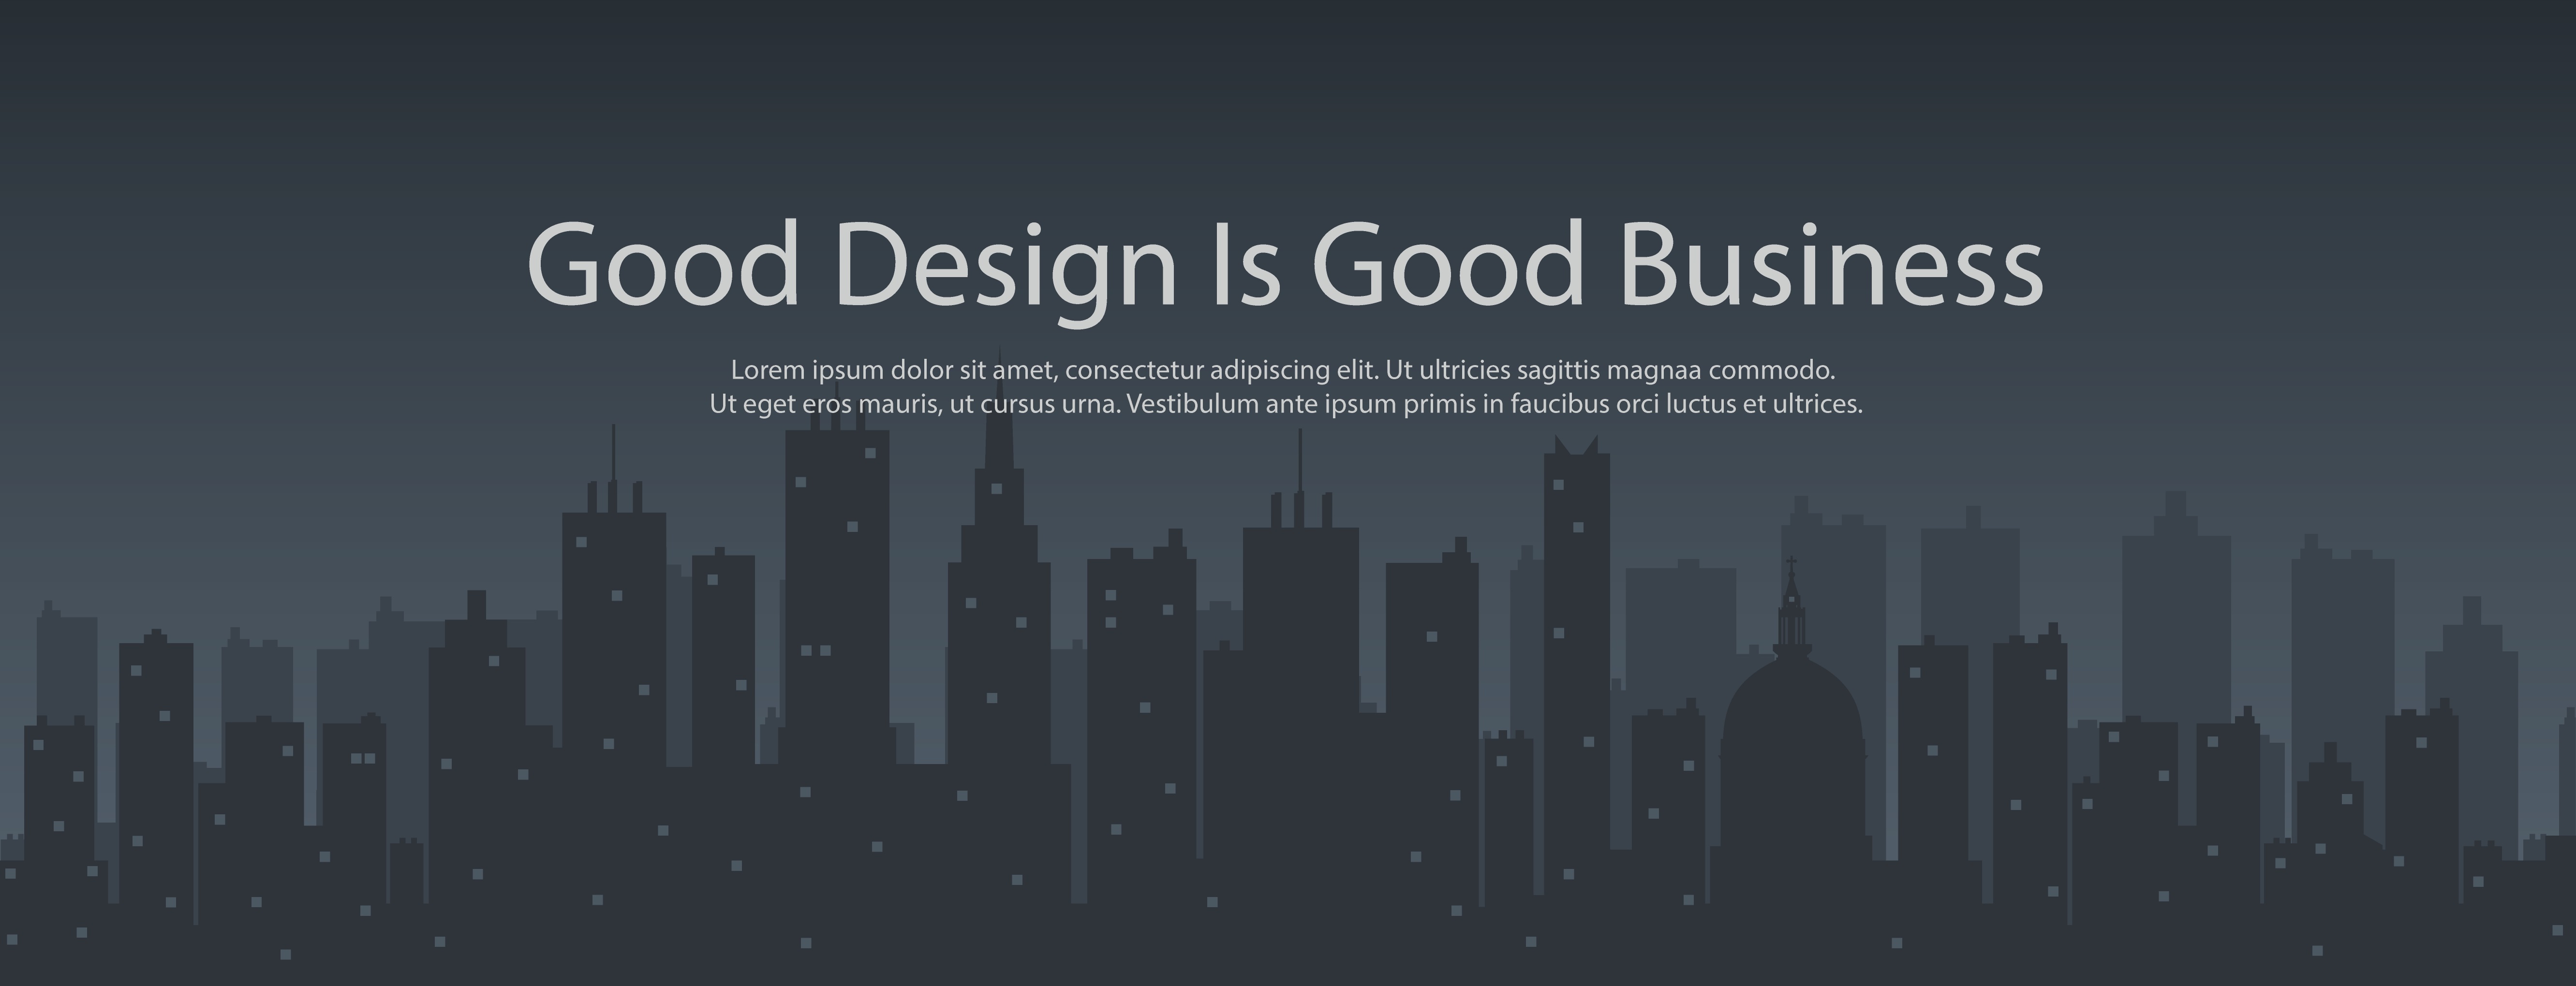 Good Design Is Good Business
Lorem ipsum dolor sit amet, consectetur adipiscing elit. Ut ultricies sagittis magnaa commodo.
Ut eget eros mauris, ut cursus urna. Vestibulum ante ipsum primis in faucibus orci luctus et ultrices.